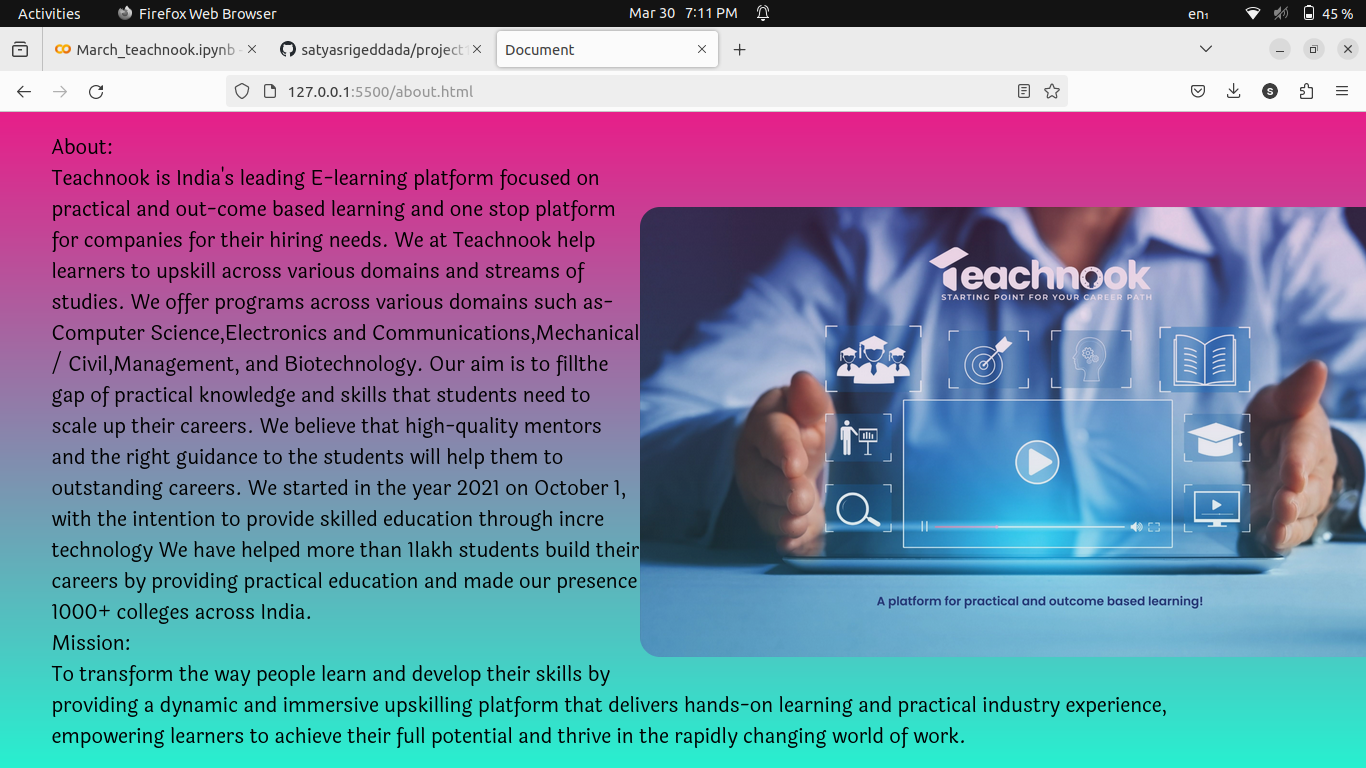 Activities
Firefox Web Browser
Mar 30 7:11 PM
en₁
45 %
March_teachnook.ipynb -
satyasrigeddada/project1
Document
127.0.0.1:5500/about.html
S
About:
Teachnook is India's leading E-learning platform focused on
practical and out-come based learning and one stop platform
for companies for their hiring needs. We at Teachnook help
learners to upskill across various domains and streams of
studies. We offer programs across various domains such as-
Computer Science,Electronics and Communications,Mechanical
/ Civil,Management, and Biotechnology. Our aim is to fillthe
gap of practical knowledge and skills that students need to
scale up their careers. We believe that high-quality mentors
and the right guidance to the students will help them to
outstanding careers. We started in the year 2021 on October 1,
with the intention to provide skilled education through incre
technology We have helped more than 1lakh students build their
careers by providing practical education and made our presence
1000+ colleges across India.
Mission:
To transform the way people learn and develop their skills by
providing a dynamic and immersive upskilling platform that delivers hands-on learning and practical industry experience,
empowering learners to achieve their full potential and thrive in the rapidly changing world of work.
Teachnook
STARTING POINT FOR YOUR CAREER PATH
A platform for practical and outcome based learning!